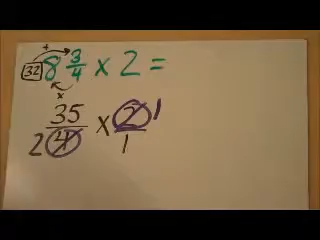 +
32 8 3/4 x 2 =
x
35/4 x 2/1
2 1